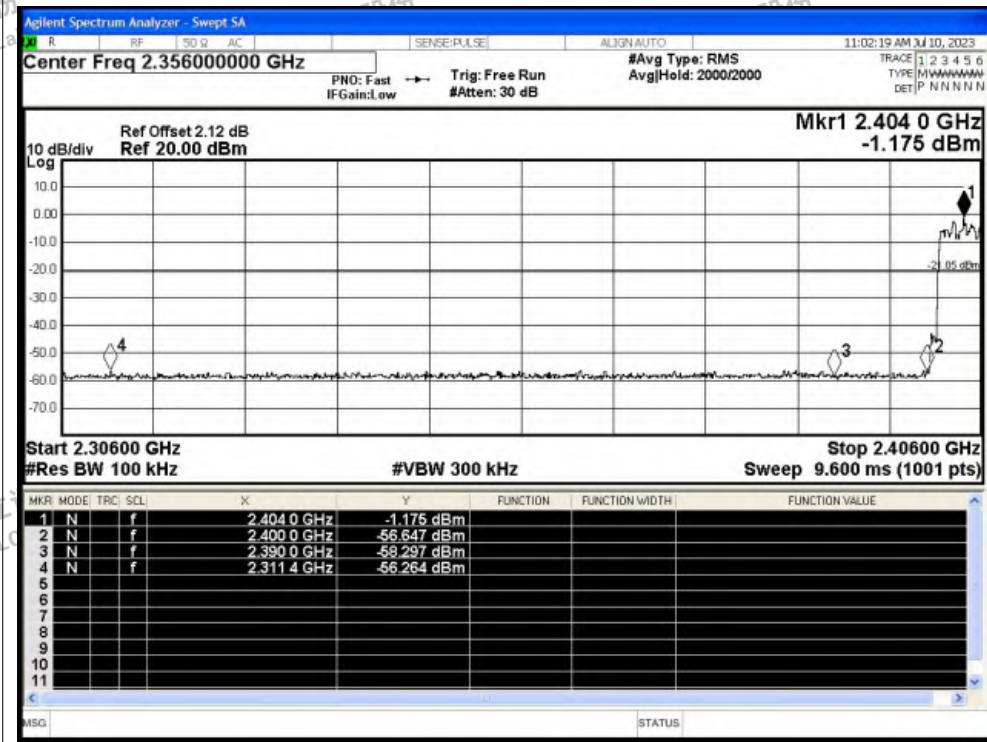 Agilent Spectrum Analyzer - Swept SA
R RF 50 Ω AC SENSE:PULSE ALIGNAUTO 11:02:19 AM Jul 10, 2023
Center Freq 2.356000000 GHz #Avg Type: RMS TRACE 1 2 3 4 5 6
PNO: Fast Trig: Free Run Avg|Hold: 2000/2000 TYPE MWWWWW
IFGain:Low #Atten: 30 dB DET P N N N N N
Mkr1 2.404 0 GHz
Ref Offset 2.12 dB
10 dB/div Ref 20.00 dBm -1.175 dBm
Log
10.0
0.00
-10.0
-20.0
-30.0
-40.0
-50.0
-60.0
-70.0
1
-21.05 dBm
4
3
2
Start 2.30600 GHz Stop 2.40600 GHz
#Res BW 100 kHz #VBW 300 kHz Sweep 9.600 ms (1001 pts)
MKR MODE TRC SCL X Y FUNCTION FUNCTION WIDTH FUNCTION VALUE
1 N f 2.404 0 GHz -1.175 dBm
2 N f 2.400 0 GHz -56.647 dBm
3 N f 2.390 0 GHz -58.297 dBm
4 N f 2.311 4 GHz -56.264 dBm
5
6
7
8
9
10
11
MSG STATUS